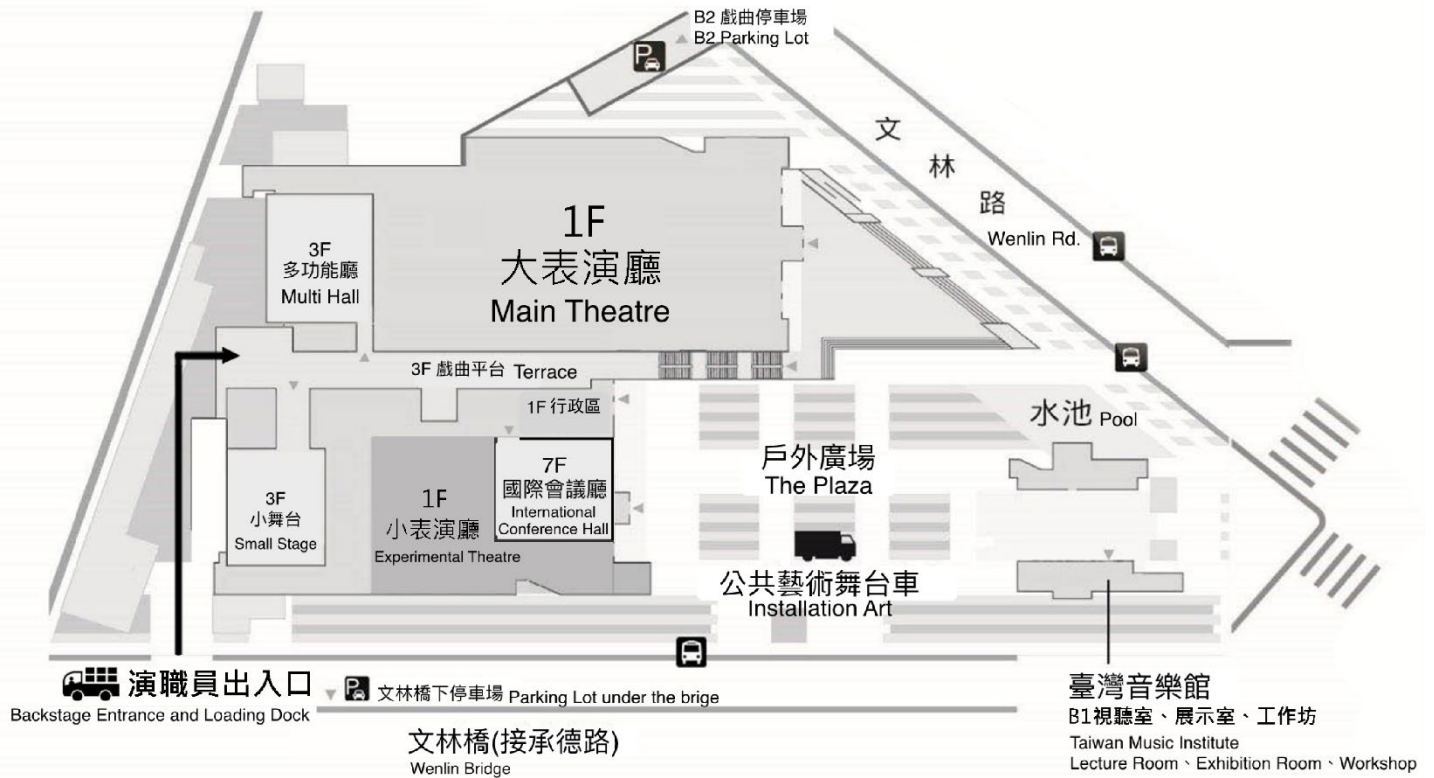 B2 戲曲停車場
B2 Parking Lot
P
文
林
路
Wenlin Rd.
1F
大表演廳
Main Theatre
3F
多功能廳
Multi Hall
3F 戲曲平台 Terrace
1F 行政區
水池 Pool
戶外廣場
The Plaza
7F
國際會議廳
International
Conference Hall
1F
小表演廳
Experimental Theatre
3F
小舞台
Small Stage
公共藝術舞台車
Installation Art
演職員出入口
Backstage Entrance and Loading Dock
P 文林橋下停車場 Parking Lot under the brige
文林橋(接承德路)
Wenlin Bridge
臺灣音樂館
B1視聽室、展示室、工作坊
Taiwan Music Institute
Lecture Room、Exhibition Room、Workshop